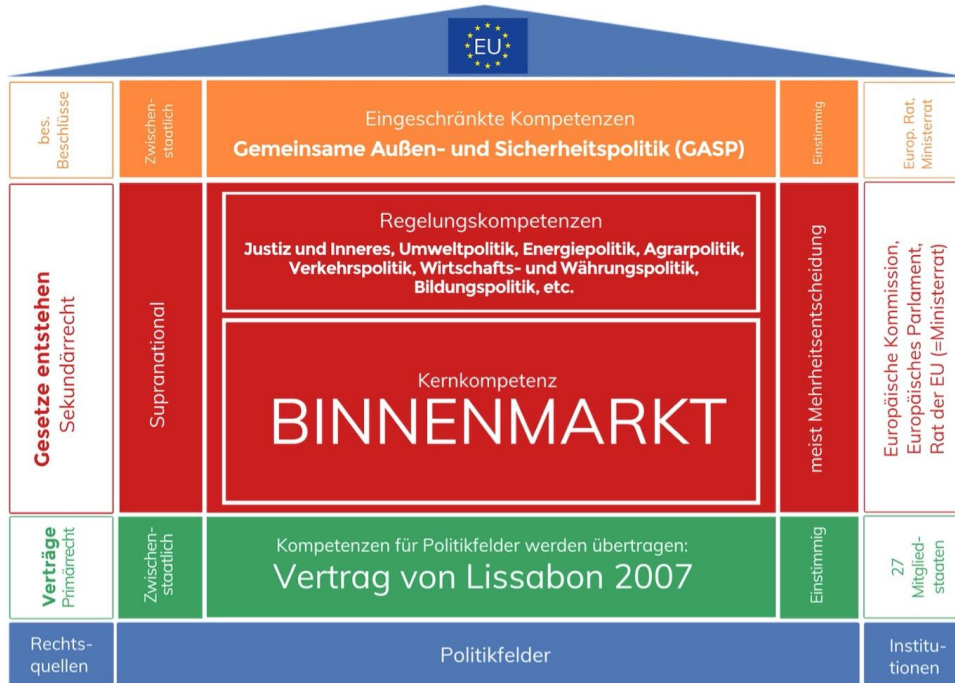 EU
bes.
Beschlüsse
Zwischen-
staatlich
Eingeschränkte Kompetenzen
Gemeinsame Außen- und Sicherheitspolitik (GASP)
Einstimmig
Europ. Rat,
Ministerrat
Gesetze entstehen
Sekundärrecht
Supranational
Regelungskompetenzen
Justiz und Inneres, Umweltpolitik, Energiepolitik, Agrarpolitik,
Verkehrspolitik, Wirtschafts- und Währungspolitik,
Bildungspolitik, etc.
Kernkompetenz
BINNENMARKT
meist Mehrheitsentscheidung
Europäische Kommission,
Europäisches Parlament,
Rat der EU (=Ministerrat)
Verträge
Primärrecht
Zwischen-
staatlich
Kompetenzen für Politikfelder werden übertragen:
Vertrag von Lissabon 2007
Einstimmig
27
Mitglied-
staaten
Rechts-
quellen
Politikfelder
Institu-
tionen